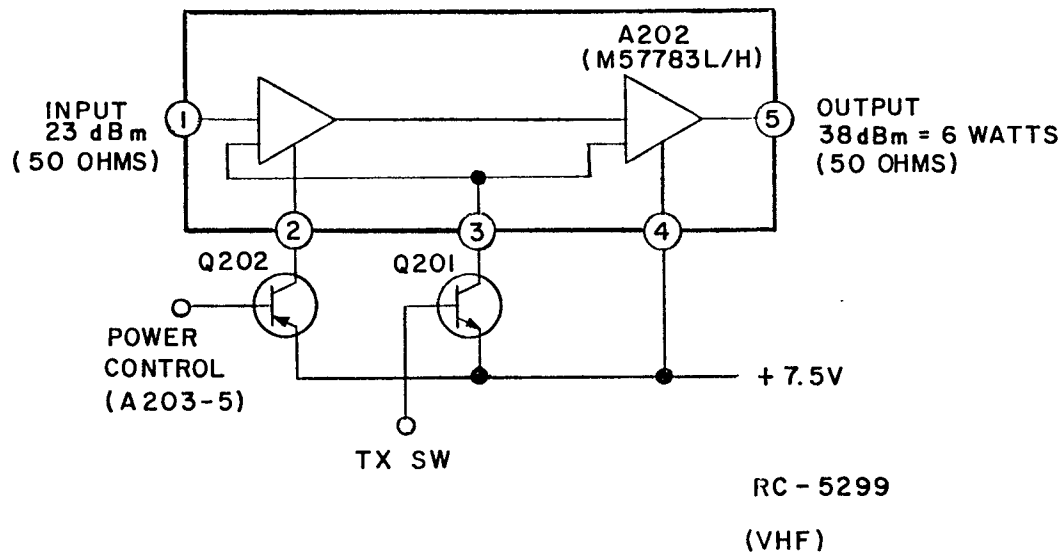 A202
(M57783L/H)
INPUT
23 dBm
(50 OHMS)
1
5
OUTPUT
38dBm = 6 WATTS
(50 OHMS)
2
3
4
Q202
Q201
POWER
CONTROL
(A203-5)
+ 7.5V
TX SW
RC-5299
(VHF)